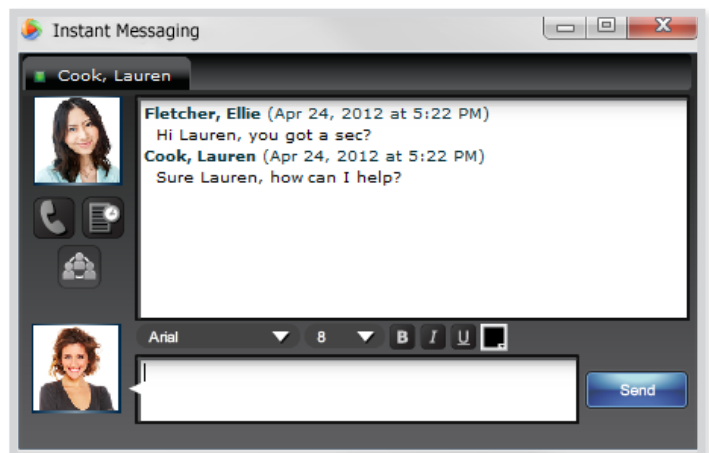 Instant Messaging
Cook, Lauren
Fletcher, Ellie (Apr 24, 2012 at 5:22 PM)
Hi Lauren, you got a sec?
Cook, Lauren (Apr 24, 2012 at 5:22 PM)
Sure Lauren, how can I help?
Arial 8 B I U
Send